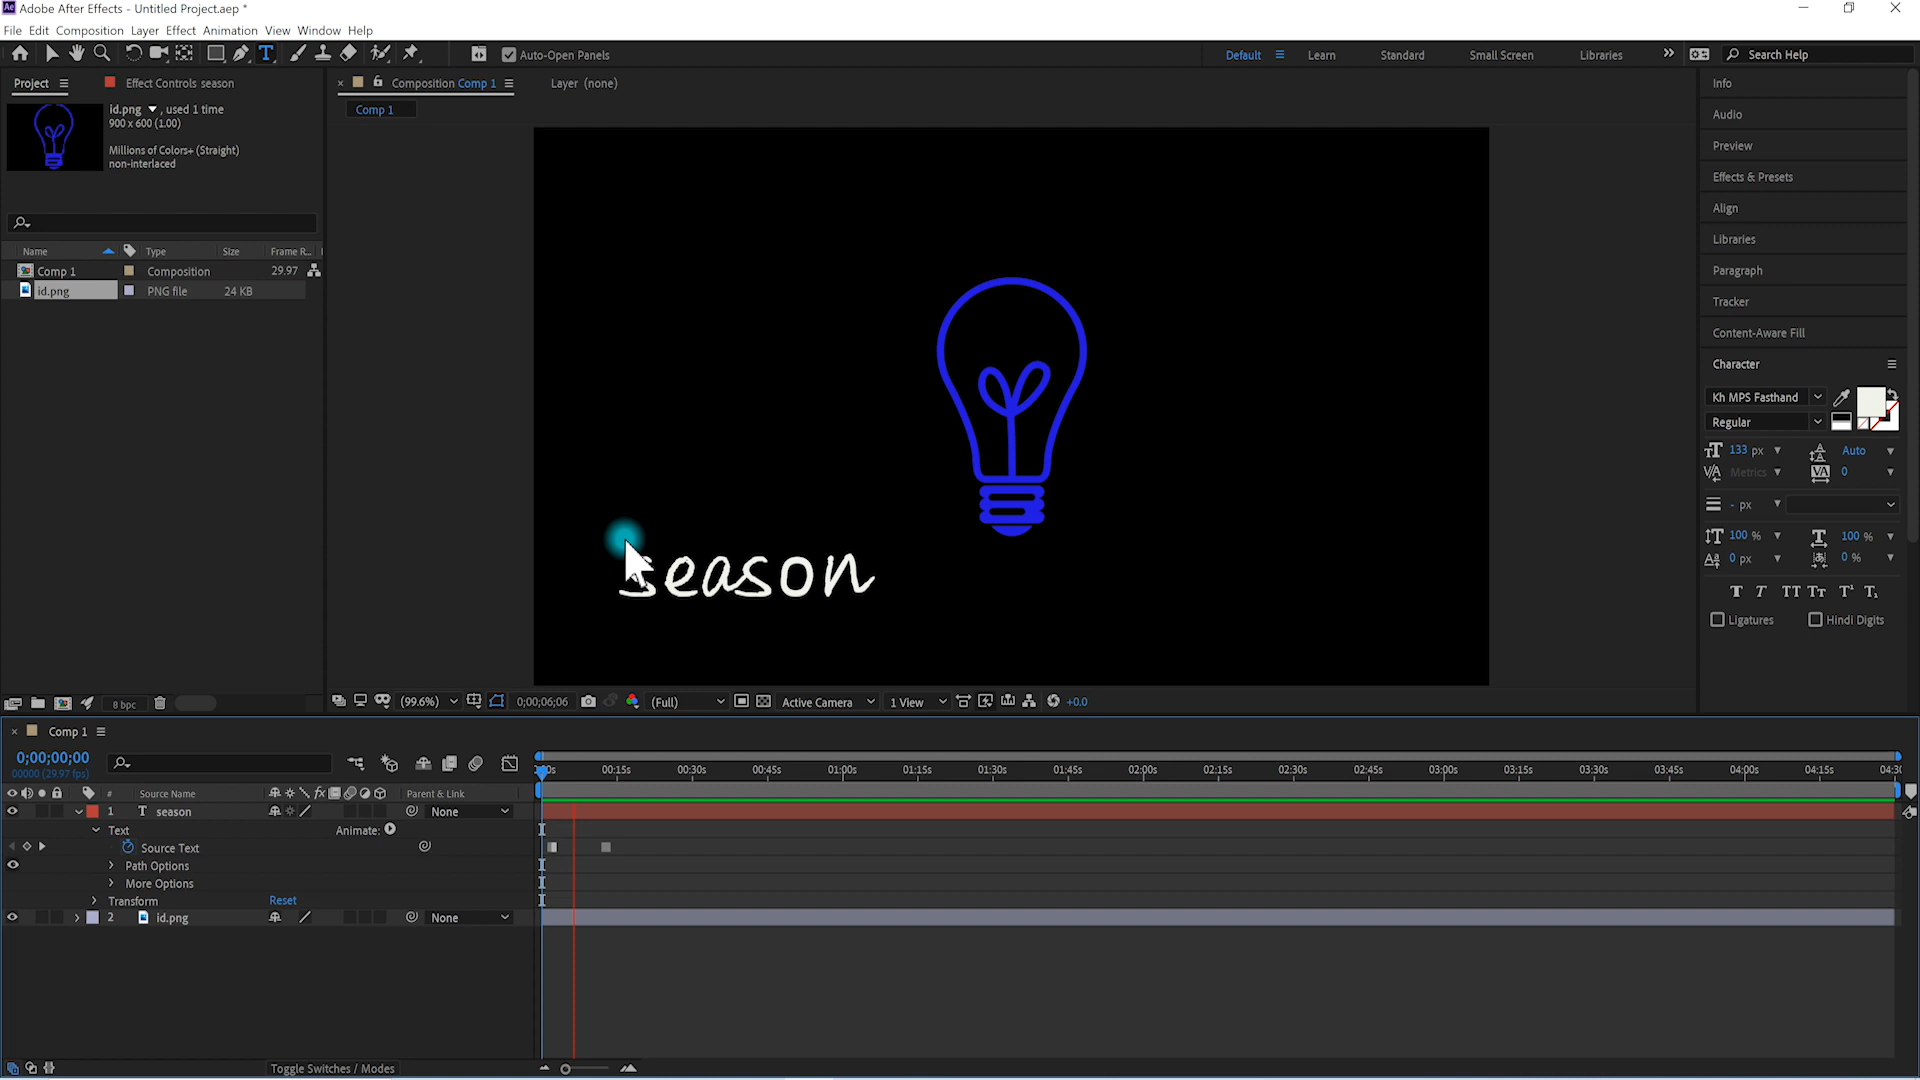 Adobe After Effects - Untitled Project.aep *
File Edit Composition Layer Effect Animation View Window Help
Auto-Open Panels
Default Learn Standard Small Screen Libraries Search Help
Project Effect Controls season
Composition Comp 1 Layer (none)
Comp 1
id.png , used 1 time
900 x 600 (1.00)
Millions of Colors+ (Straight)
non-interlaced
Name Type Size Frame R...
Comp 1 Composition 29.97
id.png PNG file 24 KB
season
8 bpc
(99.6%) 0;00;06;06 (Full) Active Camera 1 View +0.0
Info
Audio
Preview
Effects & Presets
Align
Libraries
Paragraph
Tracker
Content-Aware Fill
Character
Kh MPS Fasthand
Regular
133 px Auto
Metrics 0
- px
100 % 100 %
0 px 0 %
T T TT Tт T¹ T₁
Ligatures Hindi Digits
Comp 1
0;00;00;00
00000 (29.97 fps)
00:15s 00:30s 00:45s 01:00s 01:15s 01:30s 01:45s 02:00s 02:15s 02:30s 02:45s 03:00s 03:15s 03:30s 03:45s 04:00s 04:15s
# Source Name Parent & Link
1 T season None
Text Animate:
Source Text
Path Options
More Options
Transform Reset
2 id.png None
Toggle Switches / Modes